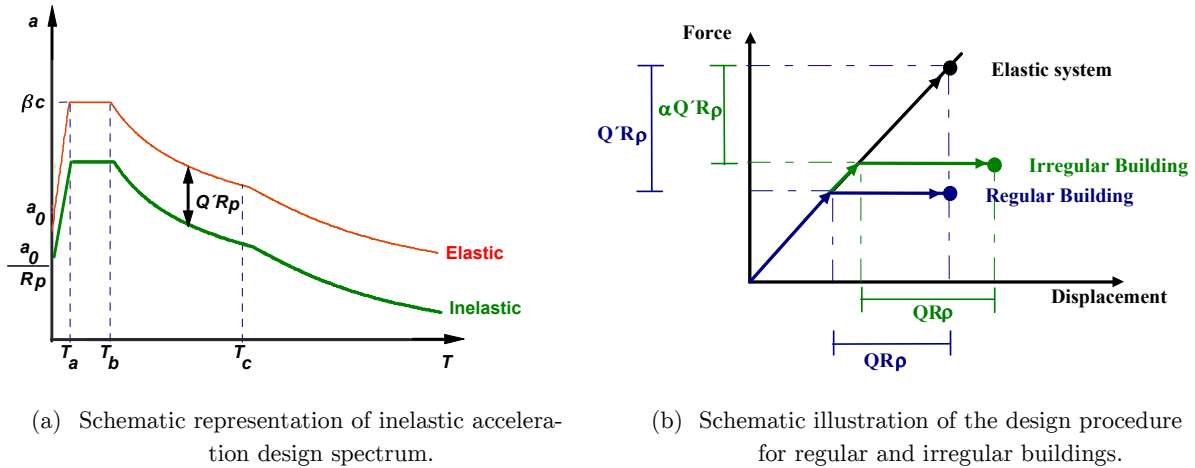 a
βc
a0
a0
Rp
Q´Rp
Elastic
Inelastic
Ta
Tb
Tc
T
(a) Schematic representation of inelastic accelera-
tion design spectrum.
Force
Elastic system
αQ´Rρ
Q´Rρ
Irregular Building
Regular Building
Displacement
QRρ
QRρ
(b) Schematic illustration of the design procedure
for regular and irregular buildings.